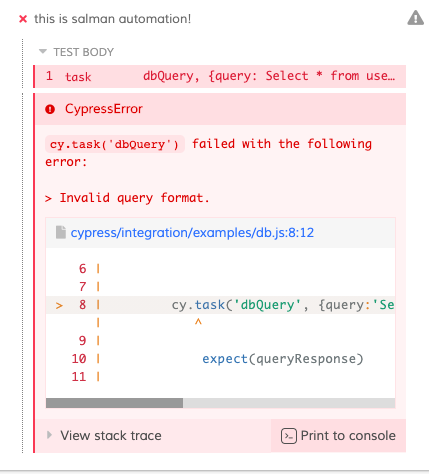 this is salman automation!
TEST BODY
1 task dbQuery, {query: Select * from use…
CypressError
cy.task('dbQuery') failed with the following
error:
> Invalid query format.
cypress/integration/examples/db.js:8:12
6 |
7 |
> 8 | cy.task('dbQuery', {query:'Se
| ^
9 |
10 | expect(queryResponse)
11 |
View stack trace
Print to console